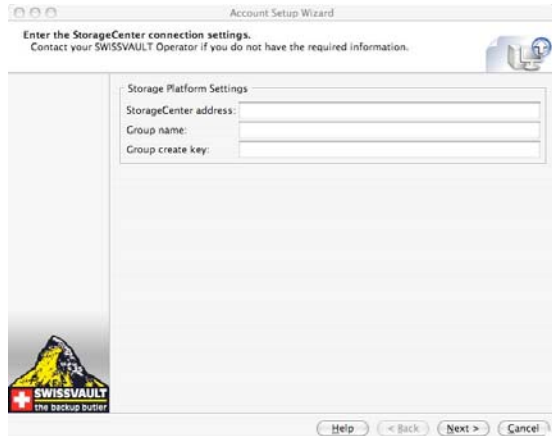 Account Setup Wizard
Enter the StorageCenter connection settings.
Contact your SWISSVAULT Operator if you do not have the required information.
Storage Platform Settings
StorageCenter address:
Group name:
Group create key:
SWISSVAULT
the backup butler
Help
< Back
Next >
Cancel